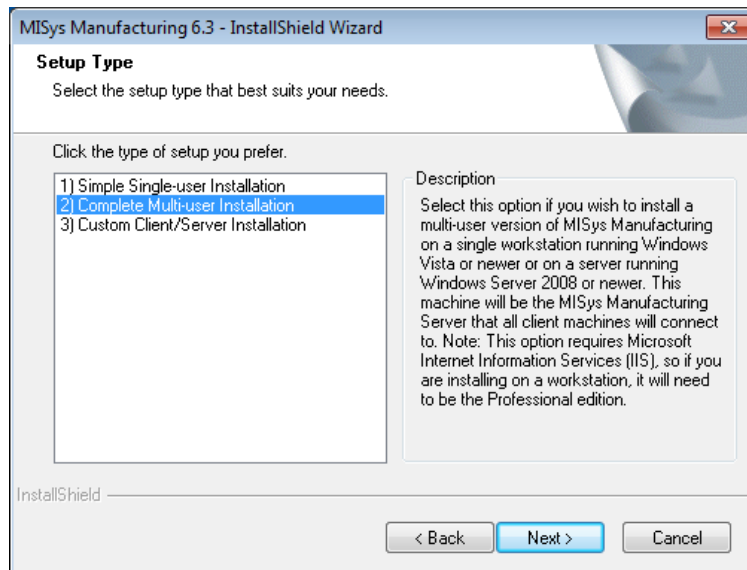 MISys Manufacturing 6.3 - InstallShield Wizard
Setup Type
Select the setup type that best suits your needs.
Click the type of setup you prefer.
1) Simple Single-user Installation
2) Complete Multi-user Installation
3) Custom Client/Server Installation
Description
Select this option if you wish to install a
multi-user version of MISys Manufacturing
on a single workstation running Windows
Vista or newer or on a server running
Windows Server 2008 or newer. This
machine will be the MISys Manufacturing
Server that all client machines will connect
to. Note: This option requires Microsoft
Internet Information Services (IIS), so if you
are installing on a workstation, it will need
to be the Professional edition.
InstallShield
< Back
Next >
Cancel